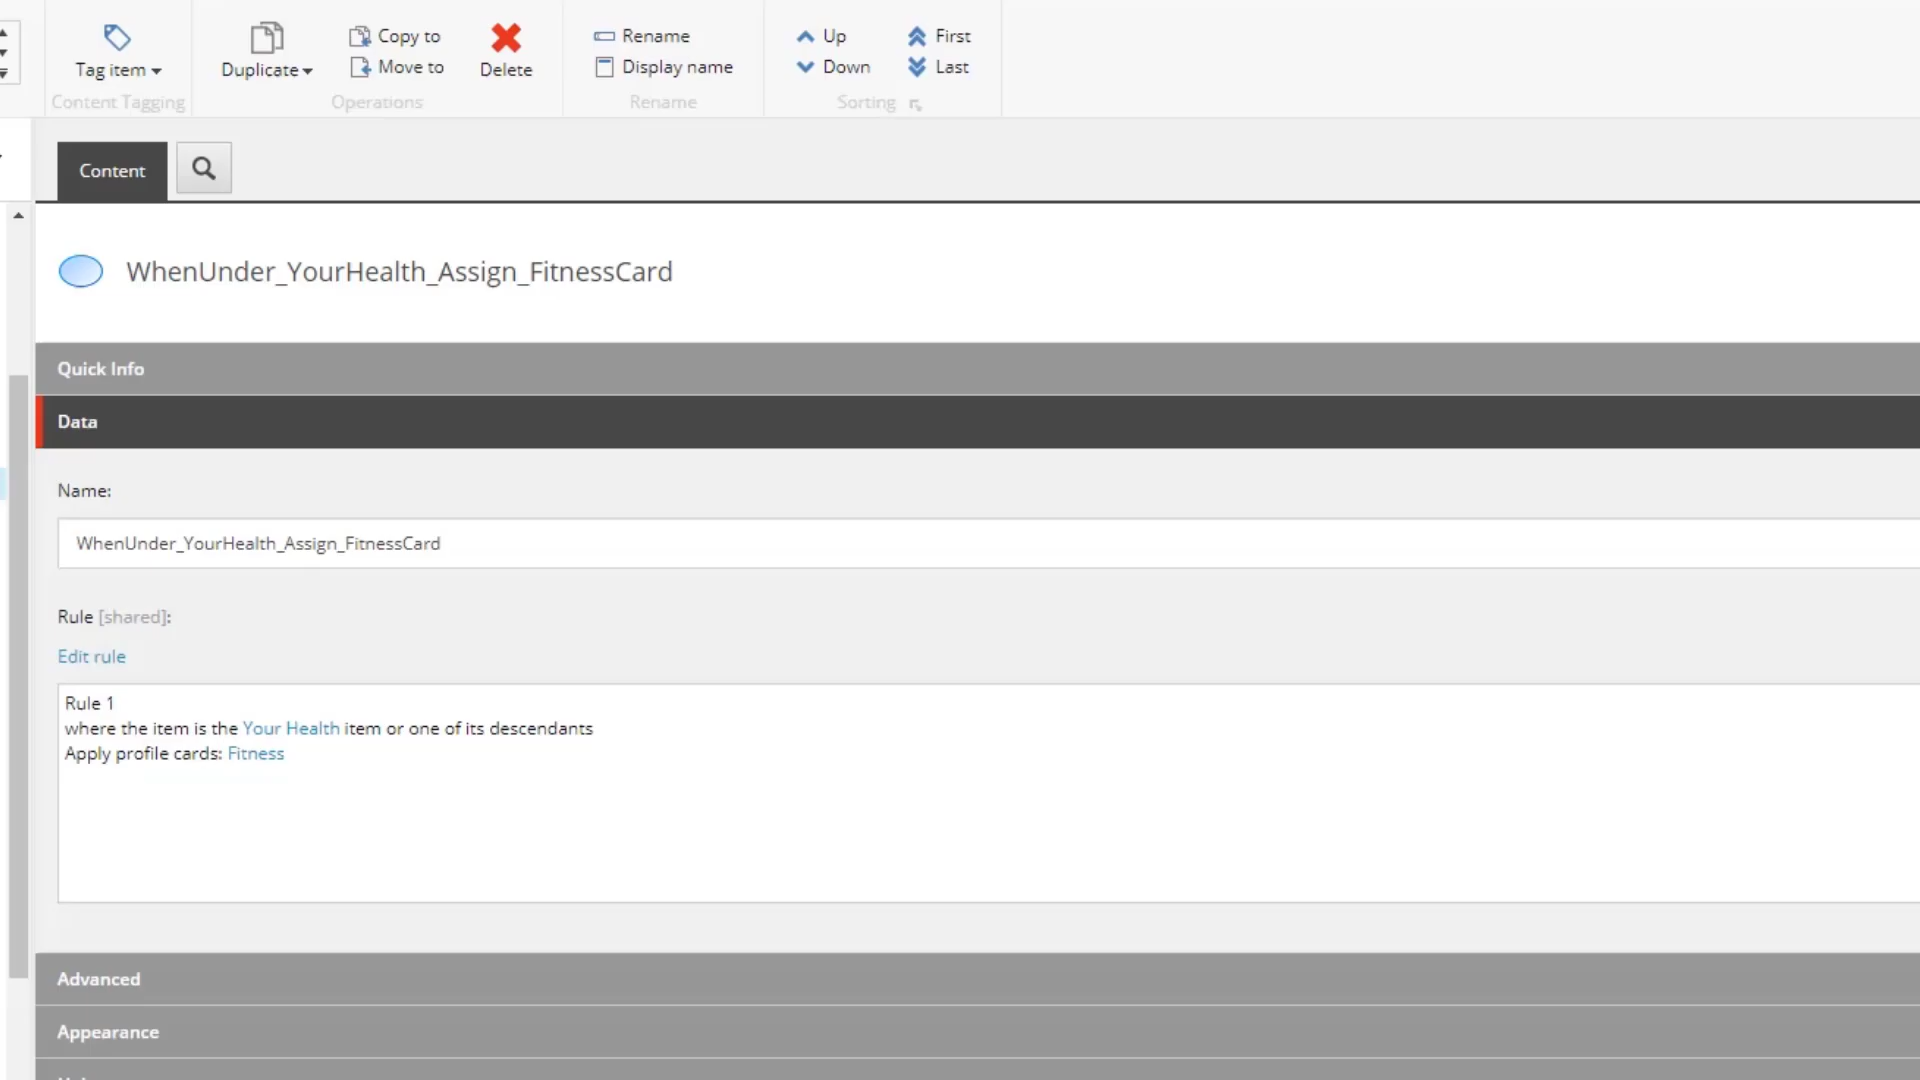 Tag item
Content Tagging
Duplicate
Copy to
Move to
Delete
Operations
Rename
Display name
Rename
Up
Down
First
Last
Sorting
Content
WhenUnder_YourHealth_Assign_FitnessCard
Quick Info
Data
Name:
WhenUnder_YourHealth_Assign_FitnessCard
Rule [shared]:
Edit rule
Rule 1
where the item is the Your Health item or one of its descendants
Apply profile cards: Fitness
Advanced
Appearance